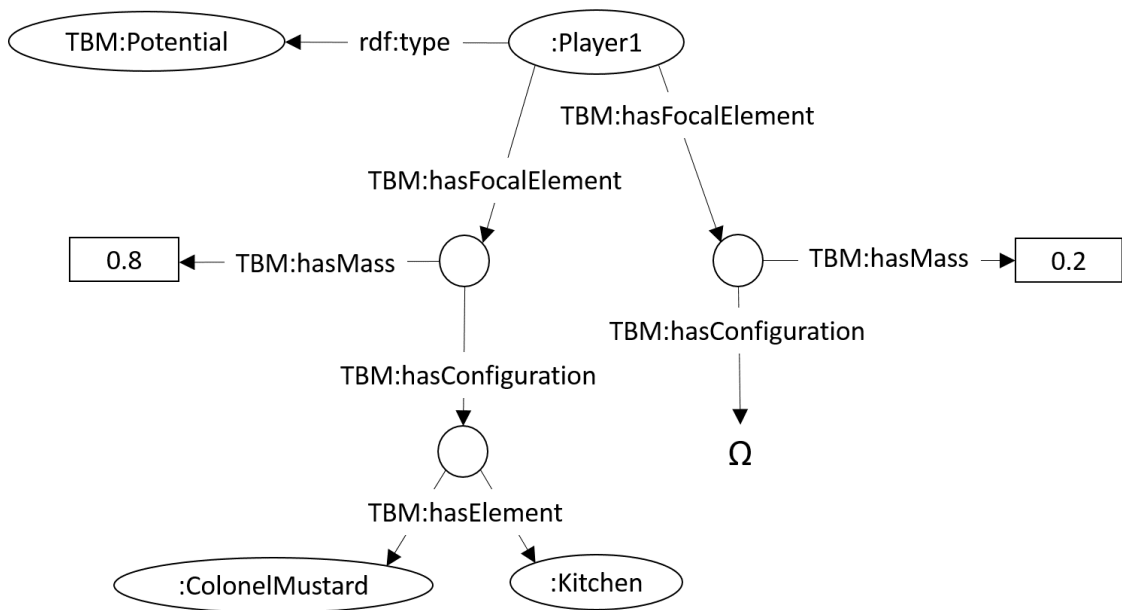 TBM:Potential
rdf:type
:Player1
TBM:hasFocalElement
TBM:hasFocalElement
0.8
TBM:hasMass
TBM:hasMass
0.2
TBM:hasConfiguration
TBM:hasConfiguration
Ω
TBM:hasElement
:ColonelMustard
:Kitchen